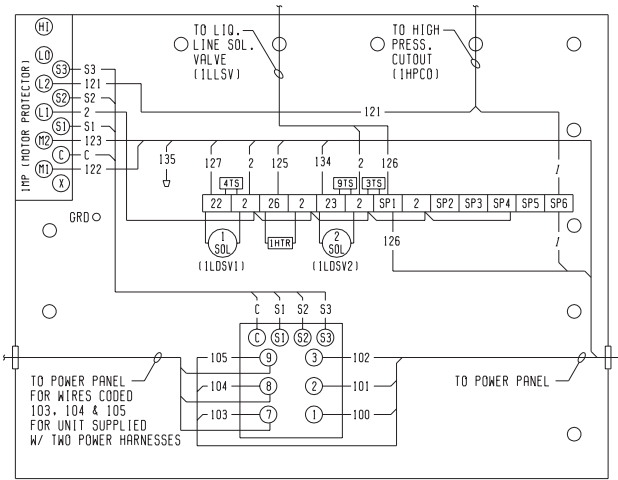 HI
LO
S3 S3
L2 121
S2 S2
L1 2
S1 S1
M2 123
C C
M1 122
X
1MP (MOTOR PROTECTOR)
TO LIQ.
LINE SOL.
VALVE
(1LLSV)
TO HIGH
PRESS.
CUTOUT
(1HPCO)
121
135 127 2 125 134 2 126 1
4TS 9TS 3TS
22 2 26 2 23 2 SP1 2 SP2 SP3 SP4 SP5 SP6
GRD
1
SOL
(1LDSV1)
1HTR
2
SOL
(1LDSV2)
126
1
C S1 S2 S3
C S1 S2 S3
105 9 3 102
104 8 2 101
103 7 1 100
TO POWER PANEL
FOR WIRES CODED
103, 104 & 105
FOR UNIT SUPPLIED
W/ TWO POWER HARNESSES
TO POWER PANEL